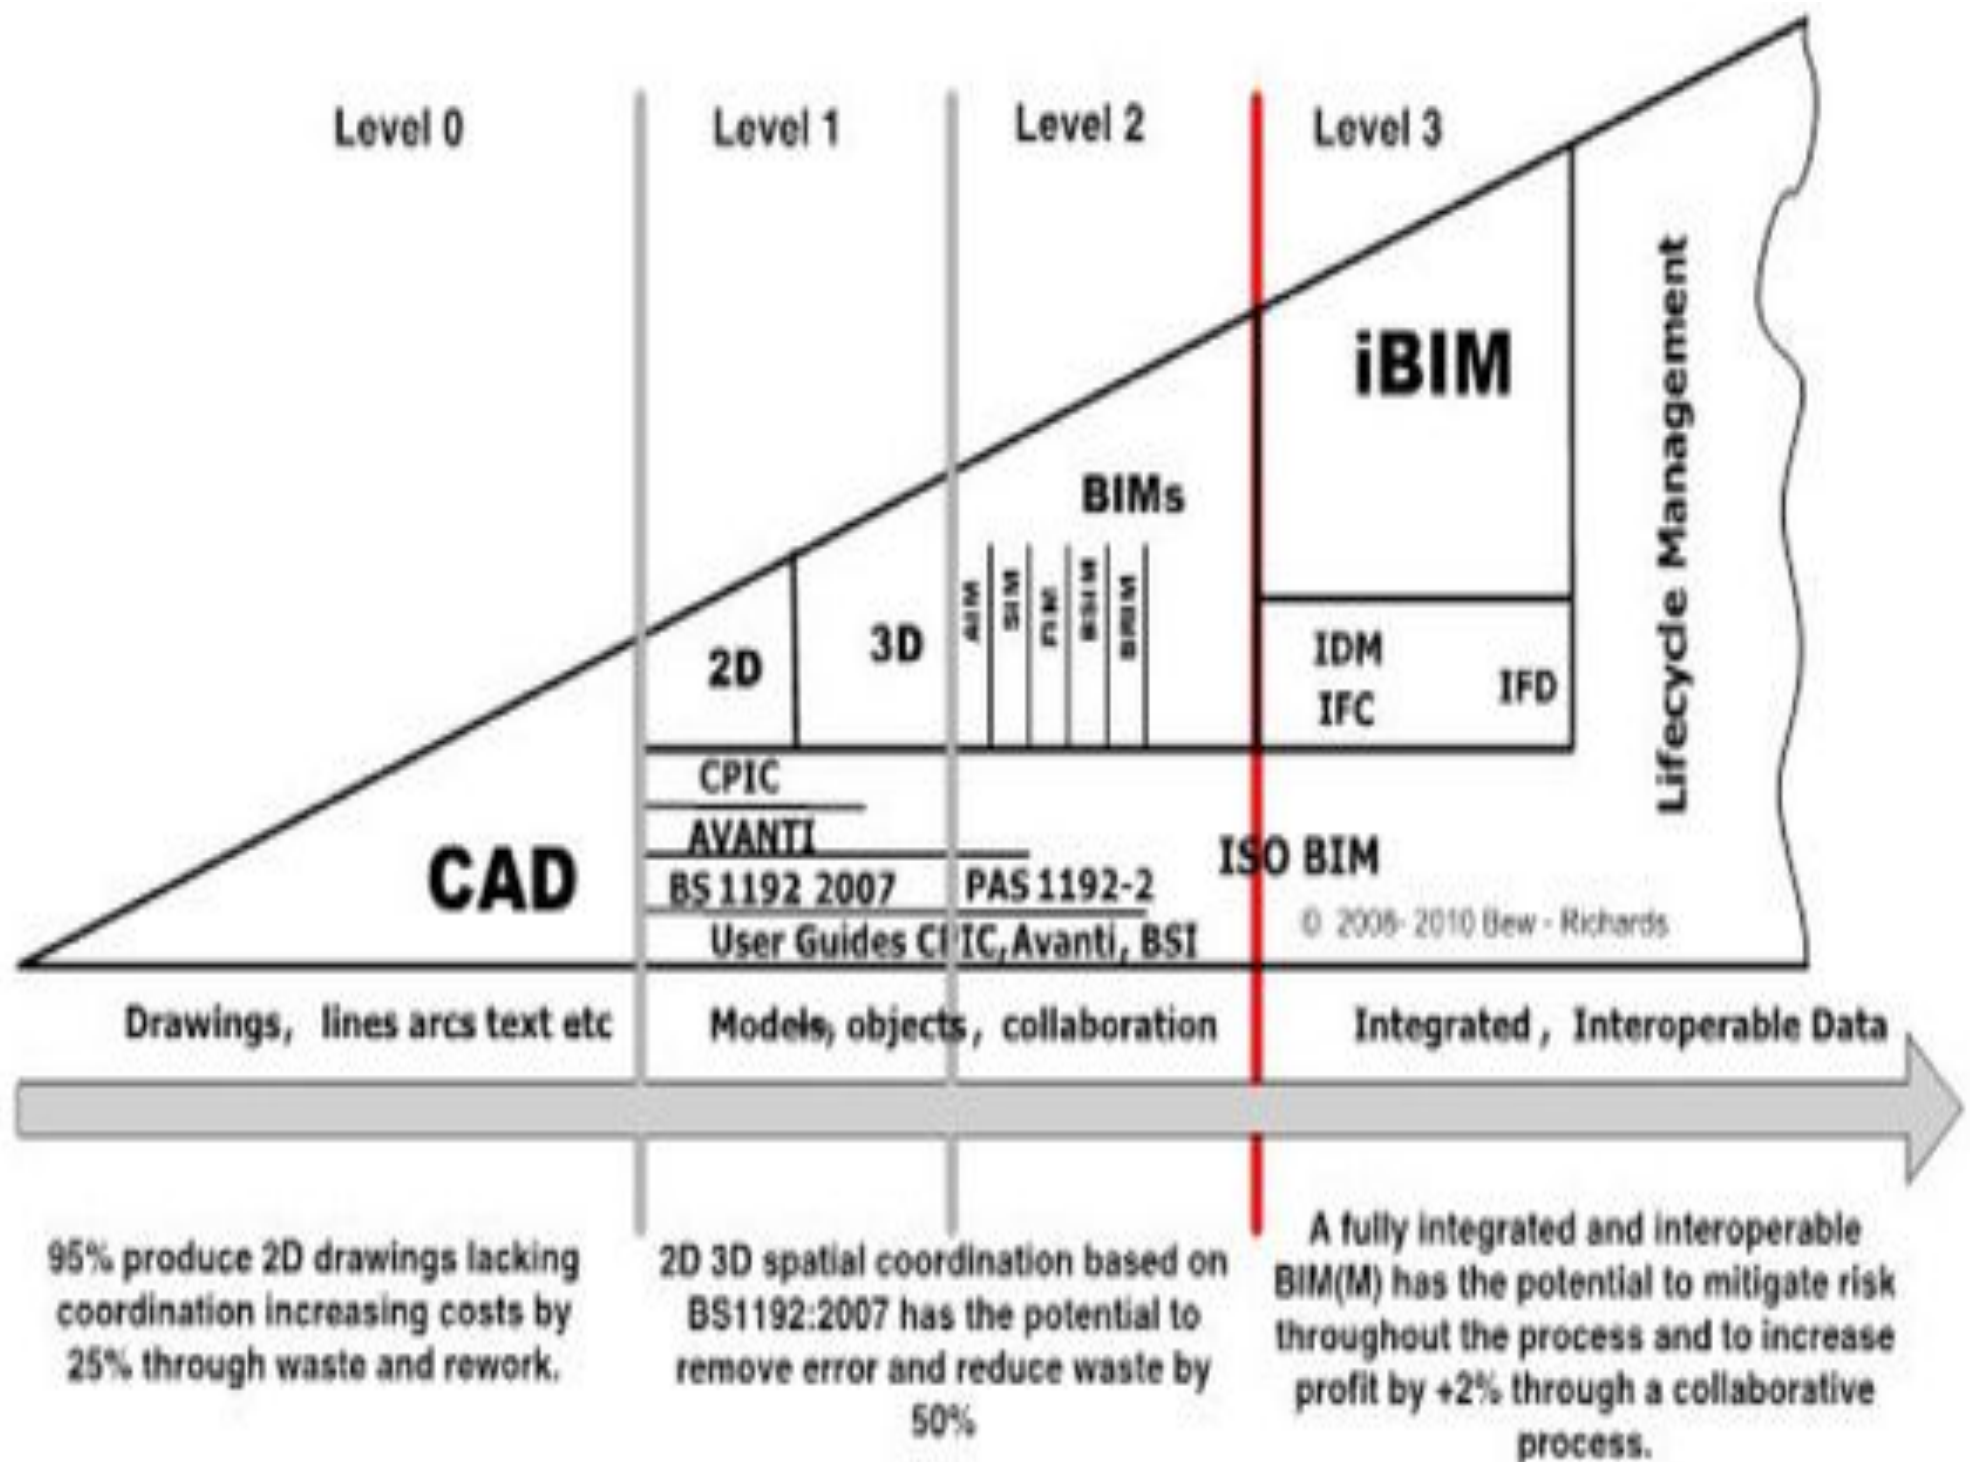 Level 0
Level 1
Level 2
Level 3
iBIM
BIMs
Lifecycle Management
AIM
SIM
FIM
BSIM
BRIM
2D
3D
IDM
IFC
IFD
CPIC
AVANTI
CAD
ISO BIM
BS 1192 2007
PAS 1192-2
© 2008-2010 Bew - Richards
User Guides CPIC, Avanti, BSI
Drawings, lines arcs text etc
Models, objects, collaboration
Integrated, Interoperable Data
95% produce 2D drawings lacking
coordination increasing costs by
25% through waste and rework.
2D 3D spatial coordination based on
BS1192:2007 has the potential to
remove error and reduce waste by
50%
A fully integrated and interoperable
BIM(M) has the potential to mitigate risk
throughout the process and to increase
profit by +2% through a collaborative
process.